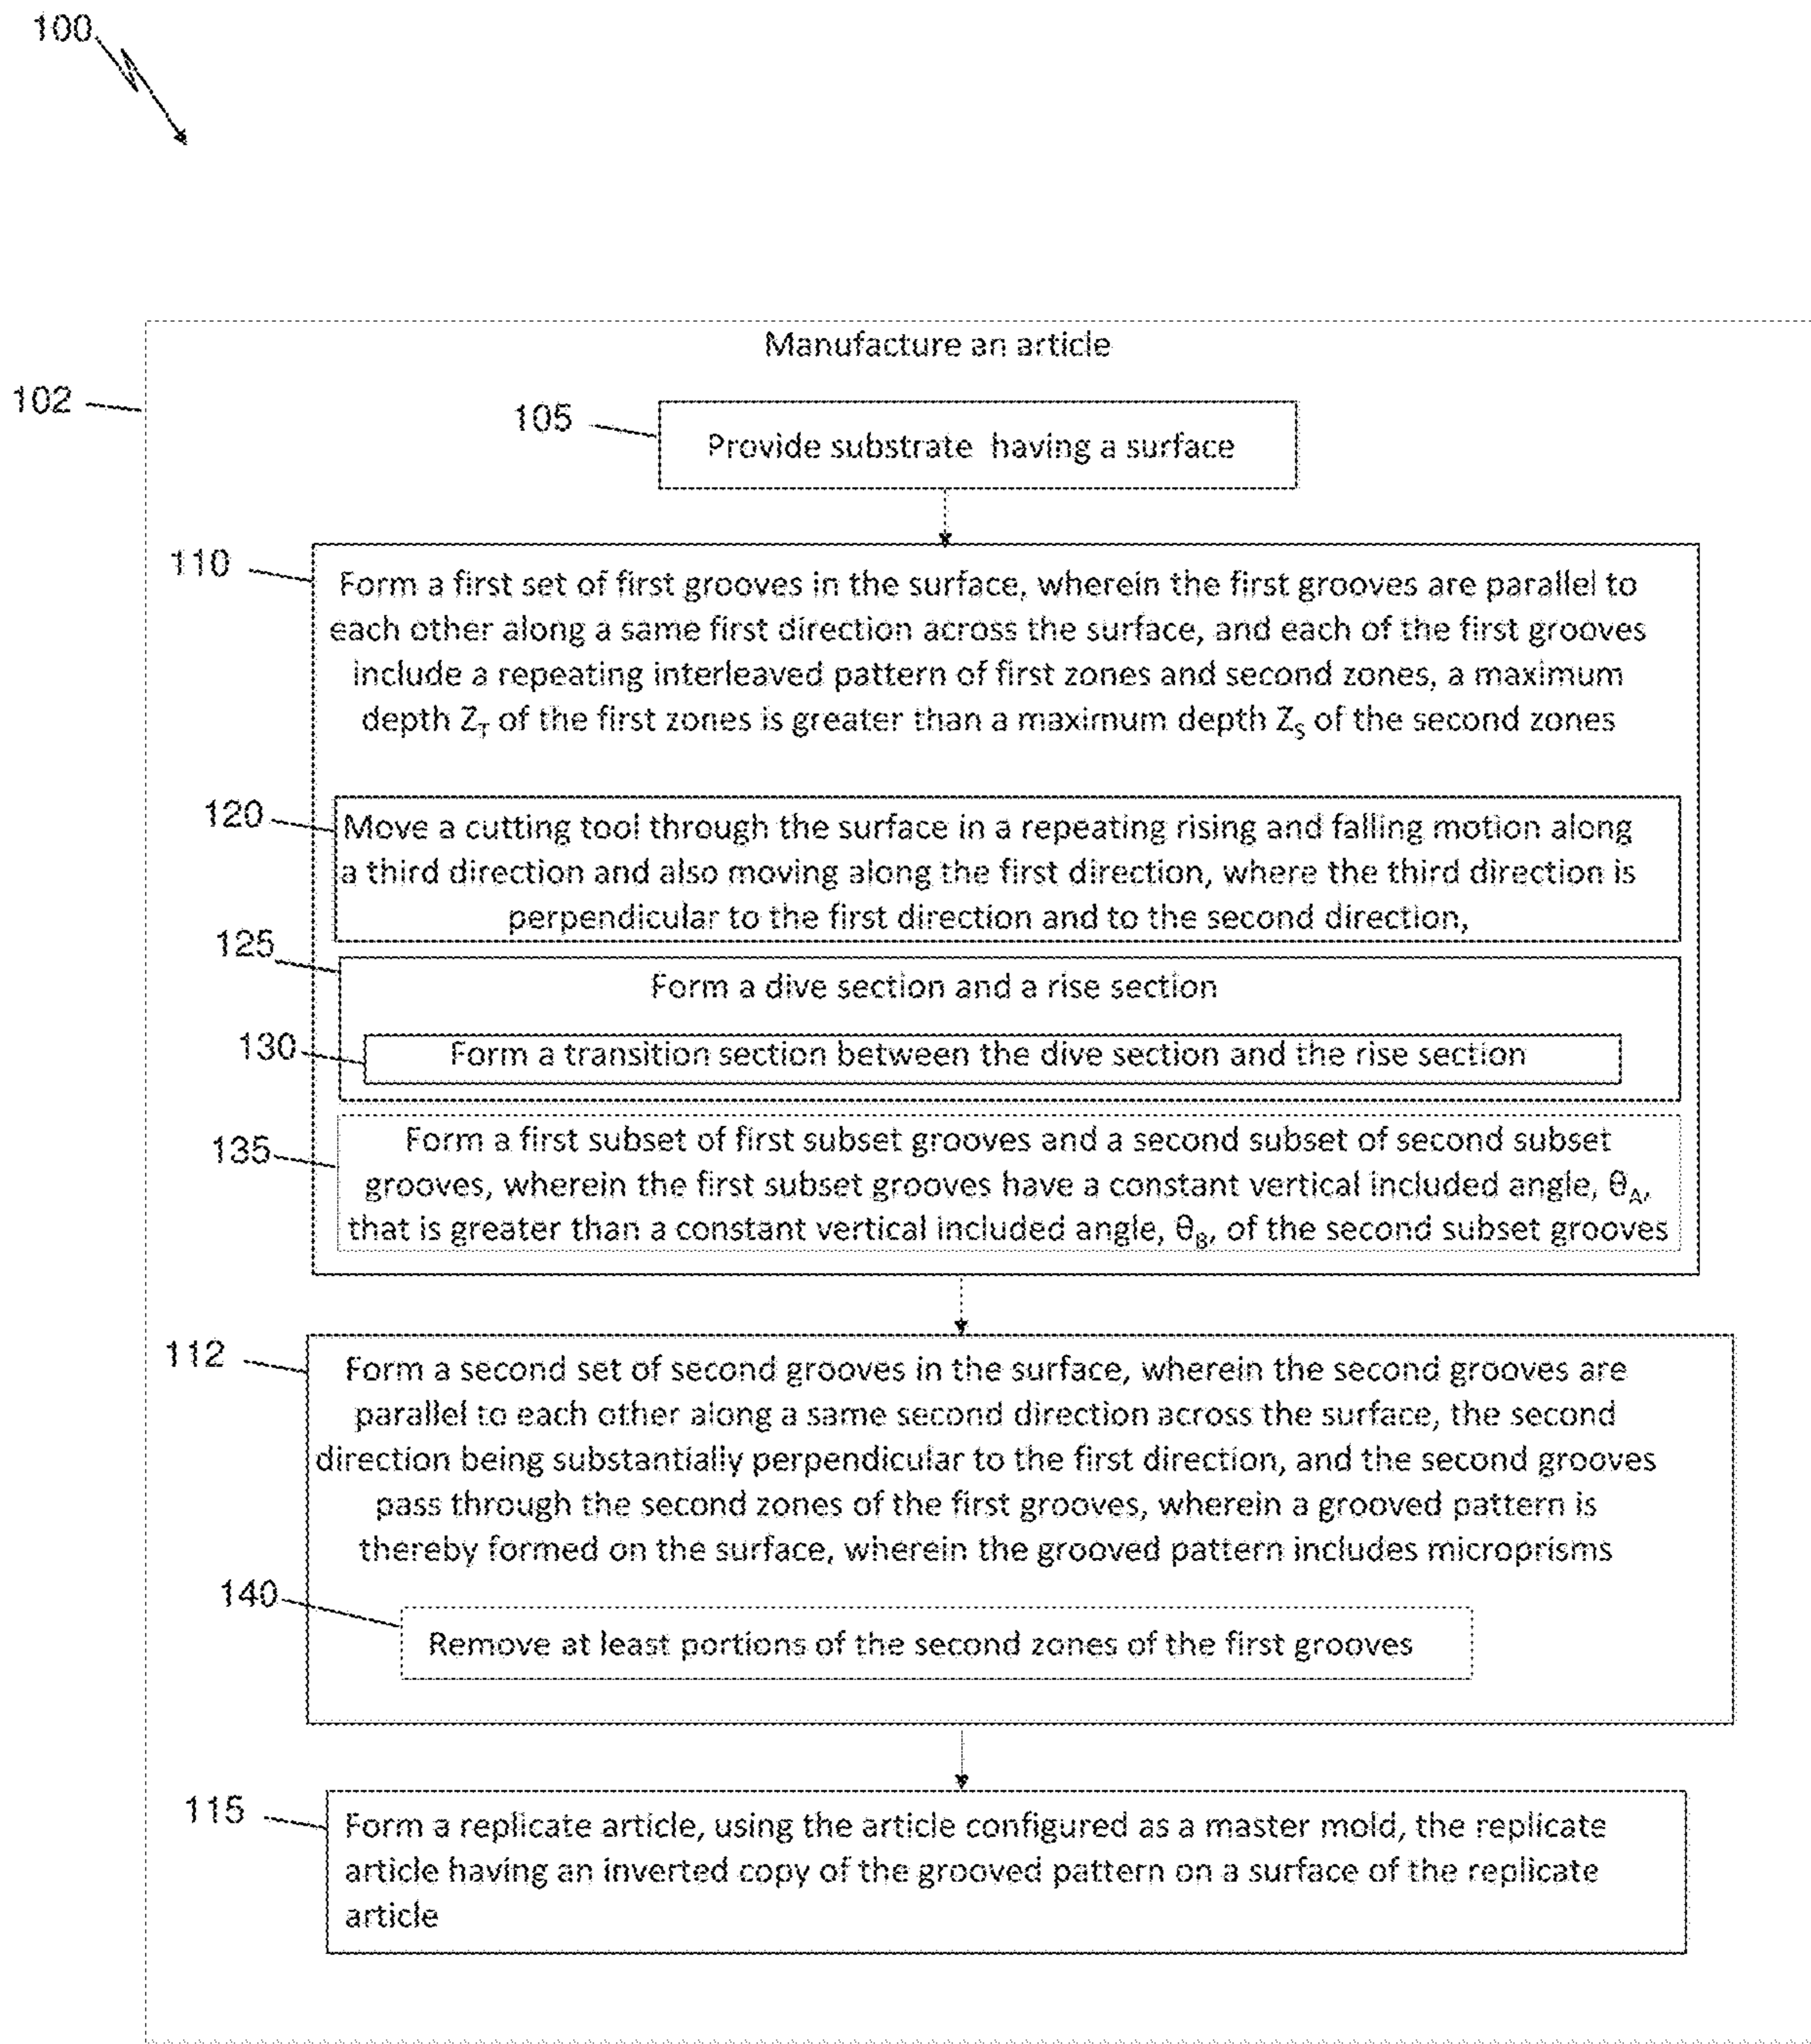 100
Manufacture an article
102
105
Provide substrate having a surface
110
Form a first set of first grooves in the surface, wherein the first grooves are parallel to
each other along a same first direction across the surface, and each of the first grooves
include a repeating interleaved pattern of first zones and second zones, a maximum
depth Z_T of the first zones is greater than a maximum depth Z_S of the second zones
120
Move a cutting tool through the surface in a repeating rising and falling motion along
a third direction and also moving along the first direction, where the third direction is
perpendicular to the first direction and to the second direction,
125
Form a dive section and a rise section
130
Form a transition section between the dive section and the rise section
135
Form a first subset of first subset grooves and a second subset of second subset
grooves, wherein the first subset grooves have a constant vertical included angle, θ_A,
that is greater than a constant vertical included angle, θ_B, of the second subset grooves
112
Form a second set of second grooves in the surface, wherein the second grooves are
parallel to each other along a same second direction across the surface, the second
direction being substantially perpendicular to the first direction, and the second grooves
pass through the second zones of the first grooves, wherein a grooved pattern is
thereby formed on the surface, wherein the grooved pattern includes microprisms
140
Remove at least portions of the second zones of the first grooves
115
Form a replicate article, using the article configured as a master mold, the replicate
article having an inverted copy of the grooved pattern on a surface of the replicate
article